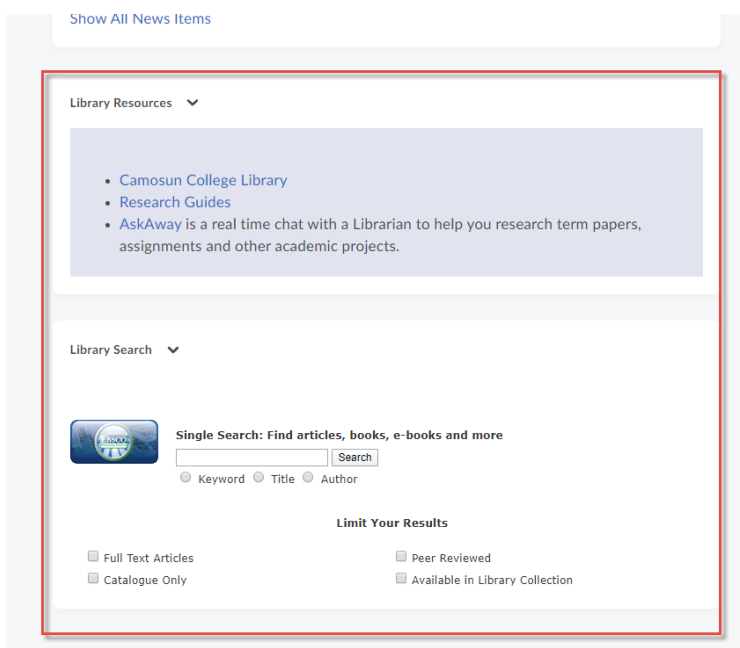 Show All News Items
Library Resources
Camosun College Library
Research Guides
AskAway is a real time chat with a Librarian to help you research term papers,
assignments and other academic projects.
Library Search
EBSCO
Single Search: Find articles, books, e-books and more
Search
Keyword Title Author
Limit Your Results
Full Text Articles Peer Reviewed
Catalogue Only Available in Library Collection